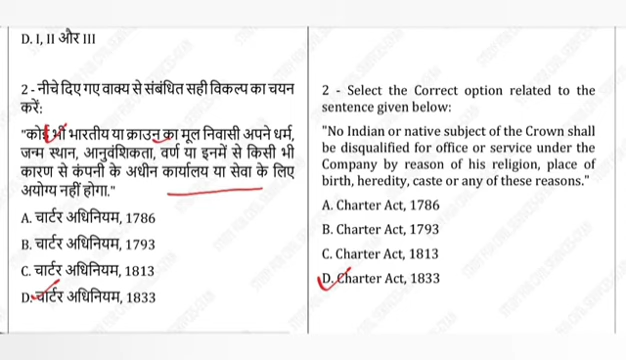 D. I, II और III
2 - नीचे दिए गए वाक्य से संबंधित सही विकल्प का चयन
करें:
"कोई भी भारतीय या क्राउन का मूल निवासी अपने धर्म,
जन्म स्थान, आनुवंशिकता, वर्ण या इनमें से किसी भी
कारण से कंपनी के अधीन कार्यालय या सेवा के लिए
अयोग्य नहीं होगा."
A. चार्टर अधिनियम, 1786
B. चार्टर अधिनियम, 1793
C. चार्टर अधिनियम, 1813
D. चार्टर अधिनियम, 1833
2 - Select the Correct option related to the
sentence given below:
"No Indian or native subject of the Crown shall
be disqualified for office or service under the
Company by reason of his religion, place of
birth, heredity, caste or any of these reasons."
A. Charter Act, 1786
B. Charter Act, 1793
C. Charter Act, 1813
D. Charter Act, 1833